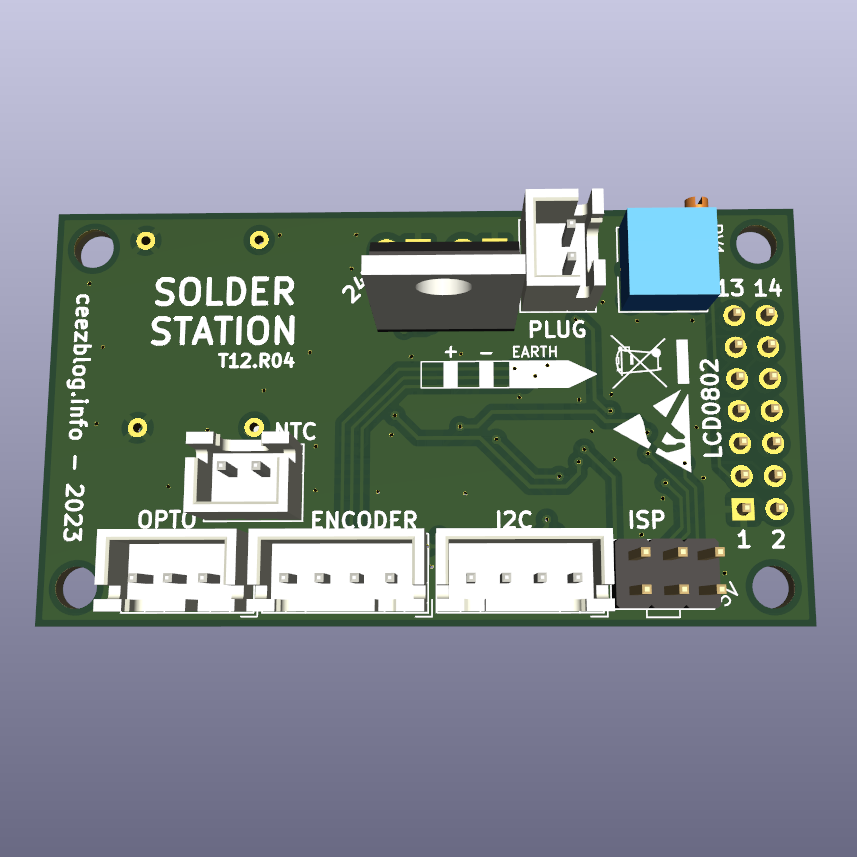 SOLDER
STATION
T12.R04
ceezblog.info - 2023
24
PLUG
+ - EARTH
13 14
LCD0802
1 2
NTC
OPTO
ENCODER
I2C
ISP